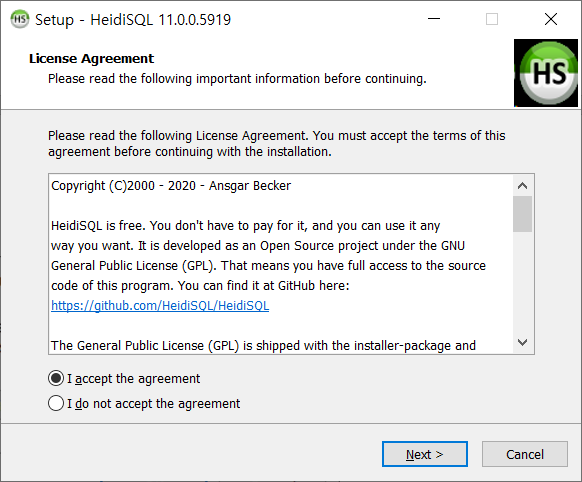 HS Setup - HeidiSQL 11.0.0.5919
License Agreement
Please read the following important information before continuing.
HS
Please read the following License Agreement. You must accept the terms of this
agreement before continuing with the installation.
Copyright (C)2000 - 2020 - Ansgar Becker
HeidiSQL is free. You don't have to pay for it, and you can use it any
way you want. It is developed as an Open Source project under the GNU
General Public License (GPL). That means you have full access to the source
code of this program. You can find it at GitHub here:
https://github.com/HeidiSQL/HeidiSQL
The General Public License (GPL) is shipped with the installer-package and
I accept the agreement
I do not accept the agreement
Next >
Cancel